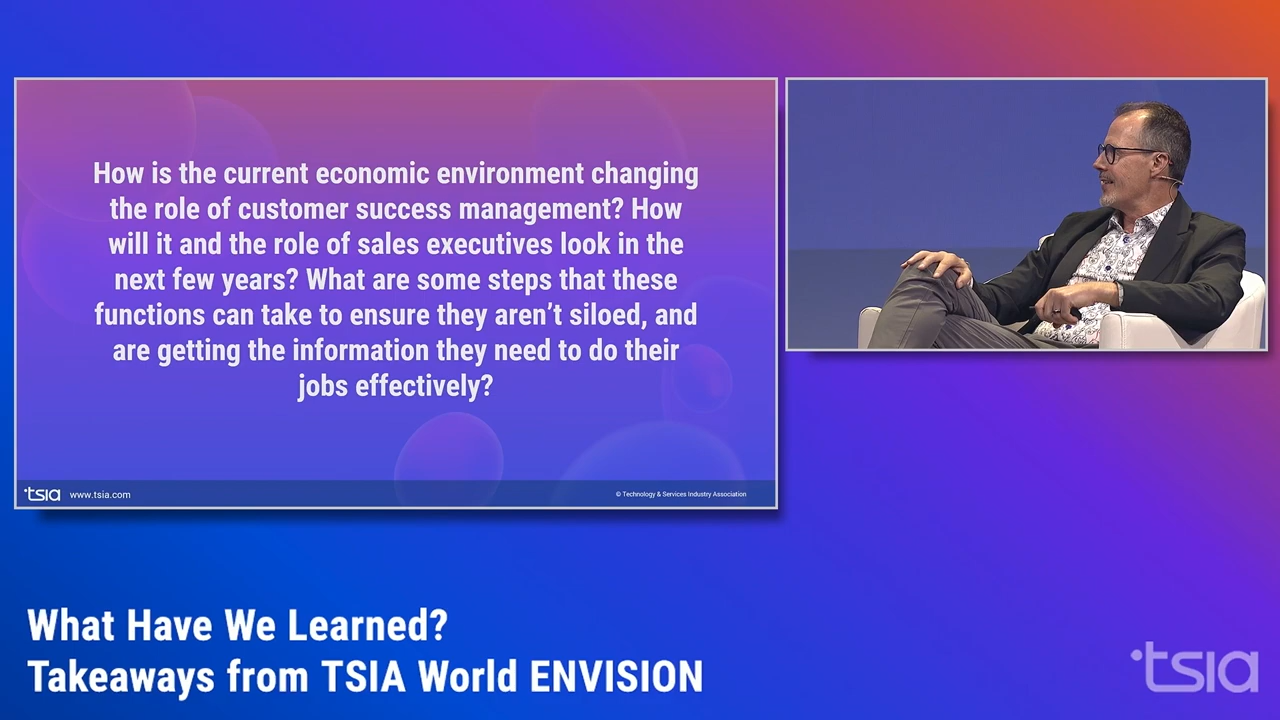 How is the current economic environment changing
the role of customer success management? How
will it and the role of sales executives look in the
next few years? What are some steps that these
functions can take to ensure they aren’t siloed, and
are getting the information they need to do their
jobs effectively?
tsia www.tsia.com
© Technology & Services Industry Association
What Have We Learned?
Takeaways from TSIA World ENVISION
tsia